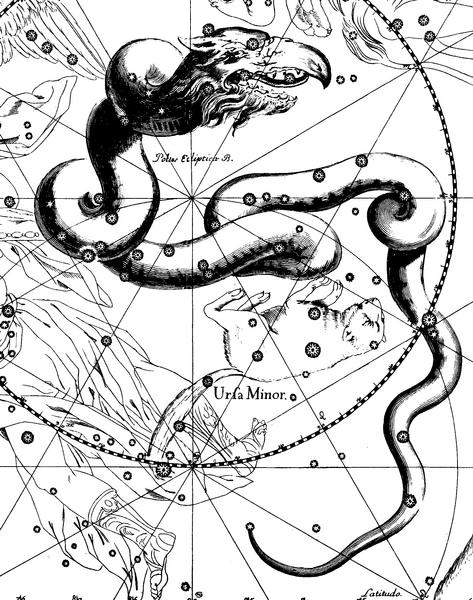 Polus Eclipticæ B.
Ursa Minor.
Latitudo.